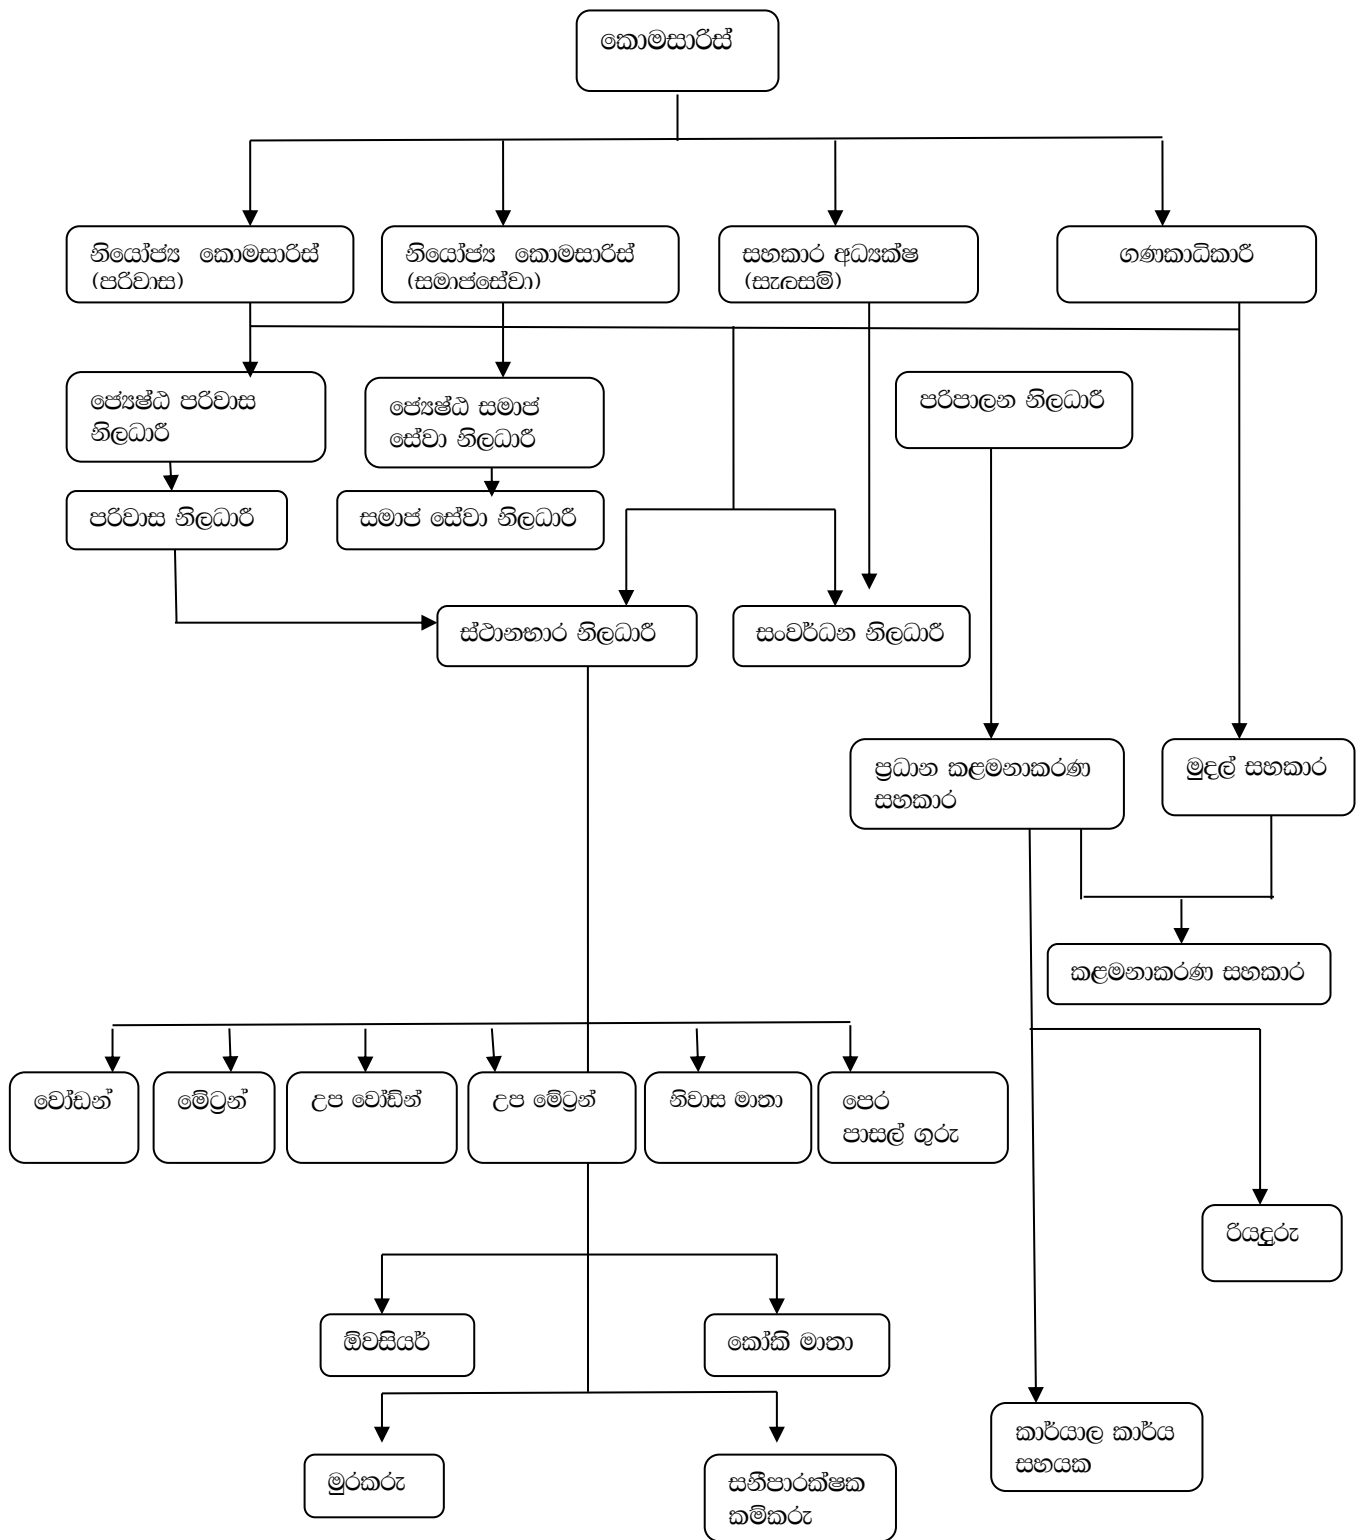 කොමසාරිස්
නියෝජ්‍ය කොමසාරිස්
(පරිවාස)
නියෝජ්‍ය කොමසාරිස්
(සමාජසේවා)
සහකාර අධ්‍යක්ෂ
(සැලසුම්)
ගණකාධිකාරී
ජ්‍යෙෂ්ඨ පරිවාස
නිලධාරී
ජ්‍යෙෂ්ඨ සමාජ
සේවා නිලධාරී
පරිපාලන නිලධාරී
පරිවාස නිලධාරී
සමාජ සේවා නිලධාරී
ස්ථානභාර නිලධාරී
සංවර්ධන නිලධාරී
ප්‍රධාන කළමනාකරණ
සහකාර
මුදල් සහකාර
කළමනාකරණ සහකාර
වෝඩන්
මේට්‍රන්
උප වෝඩ්න්
උප මේට්‍රන්
නිවාස මාතා
පෙර
පාසල් ගුරු
රියදුරු
ඕවසියර්
කෝකි මාතා
කාර්යාල කාර්ය
සහයක
මුරකරු
සනීපාරක්ෂක
කම්කරු